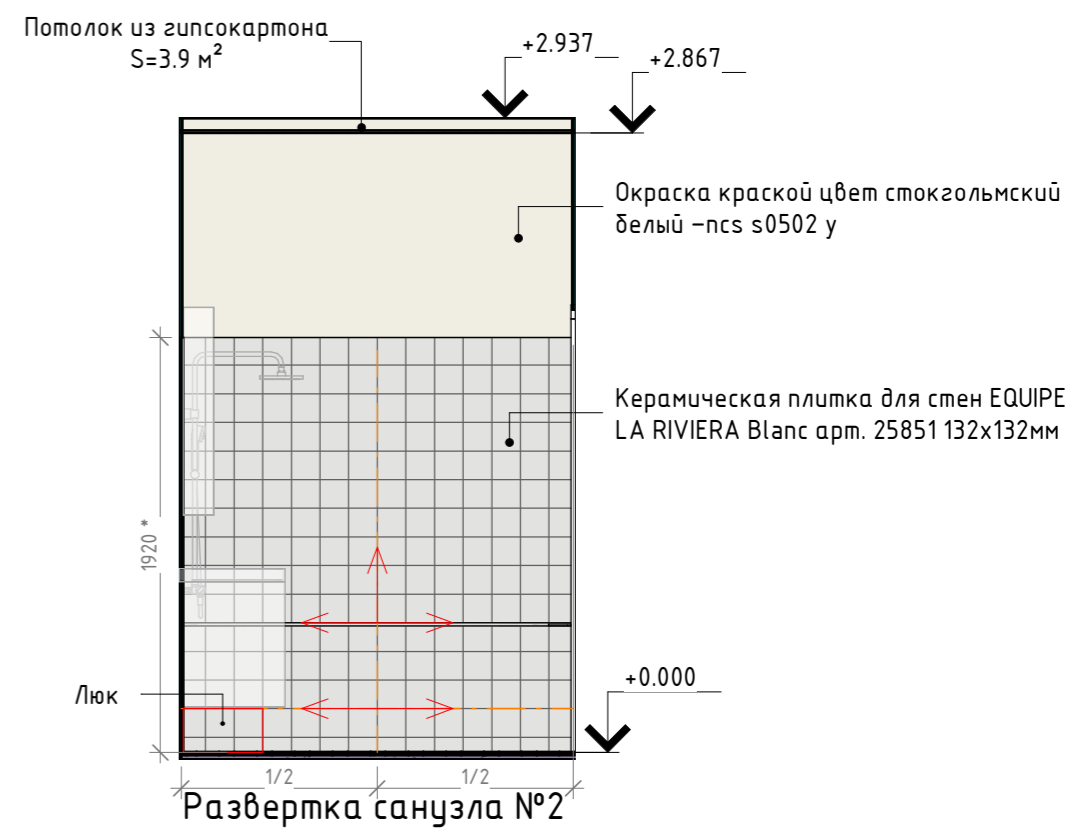 Потолок из гипсокартона
S=3.9 м²
+2.937
+2.867
Окраска краской цвет стокгольмский
белый -ncs s0502 y
Керамическая плитка для стен EQUIPE
LA RIVIERA Blanc арт. 25851 132x132мм
1920 *
+0.000
Люк
1/2
1/2
Развертка санузла №2